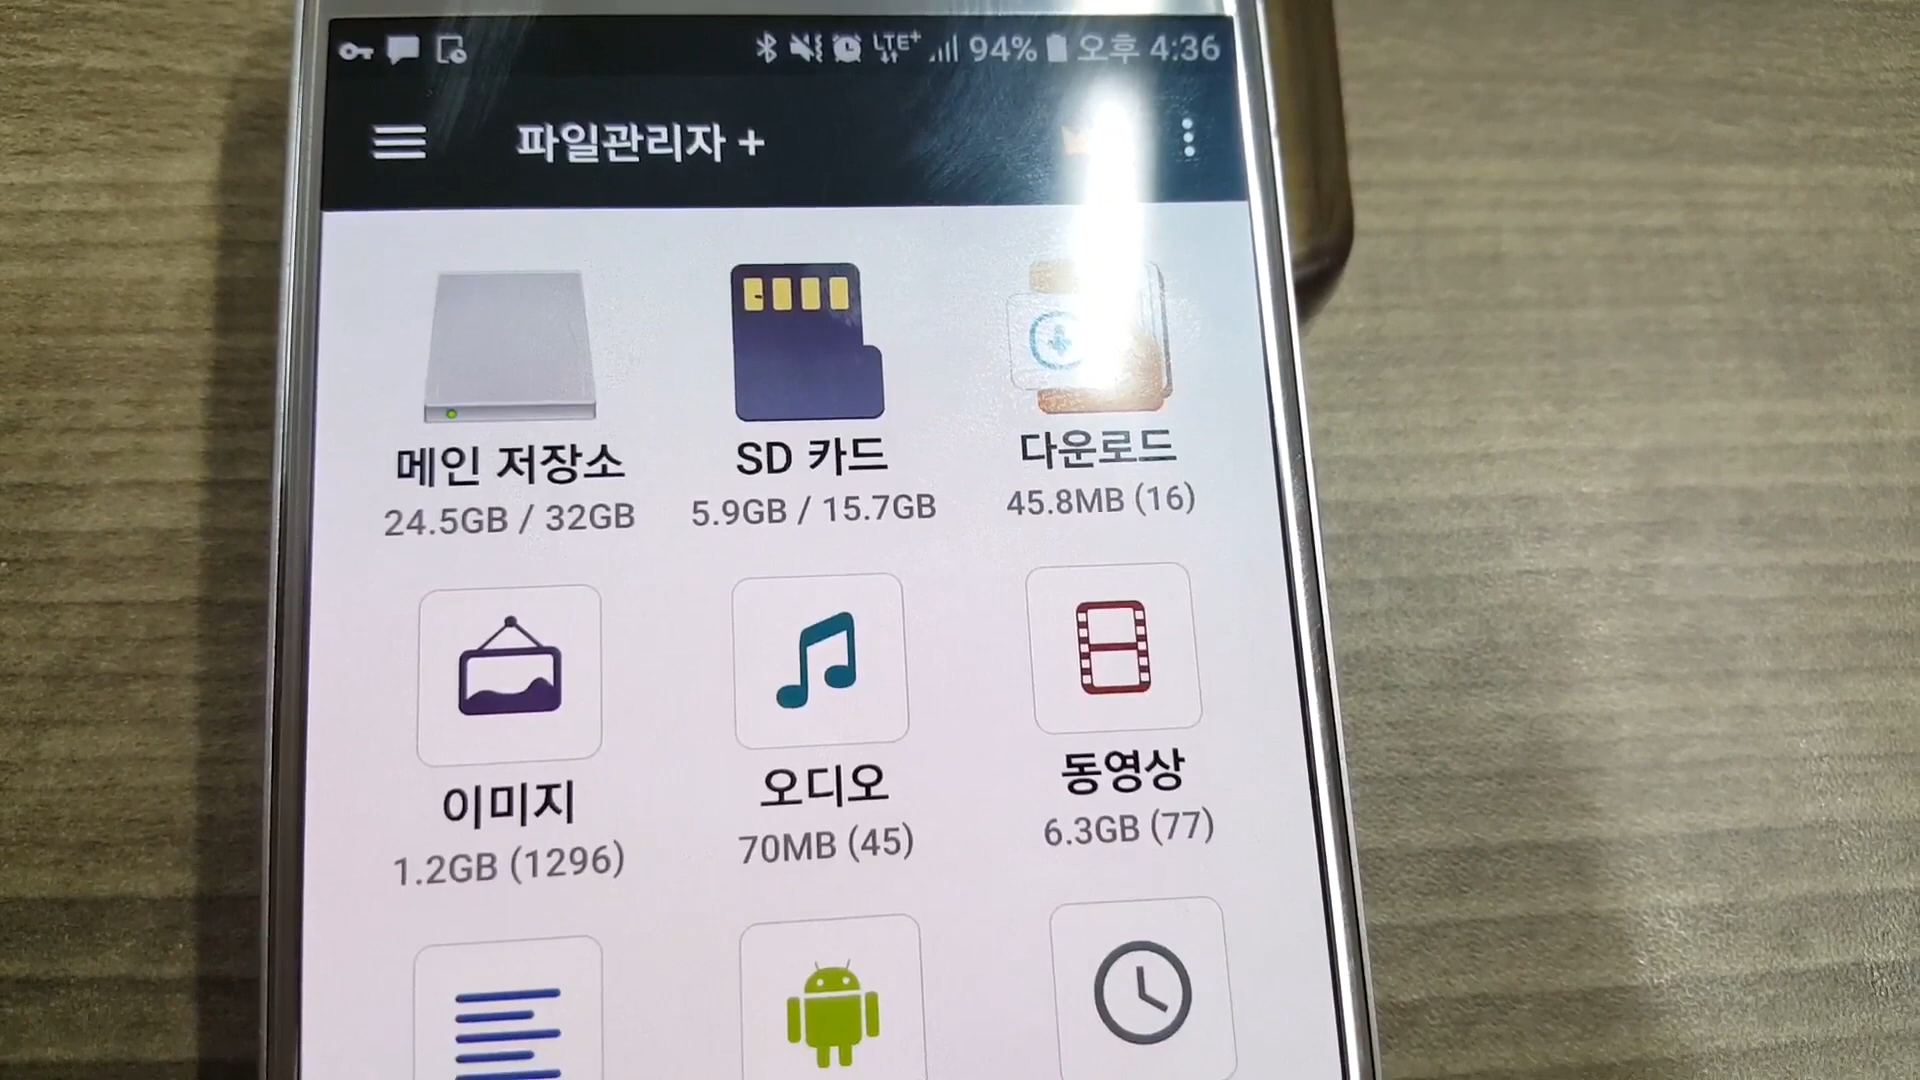 LTE+ 94% 오후 4:36
파일관리자 +
메인 저장소
24.5GB / 32GB
SD 카드
5.9GB / 15.7GB
다운로드
45.8MB (16)
이미지
1.2GB (1296)
오디오
70MB (45)
동영상
6.3GB (77)